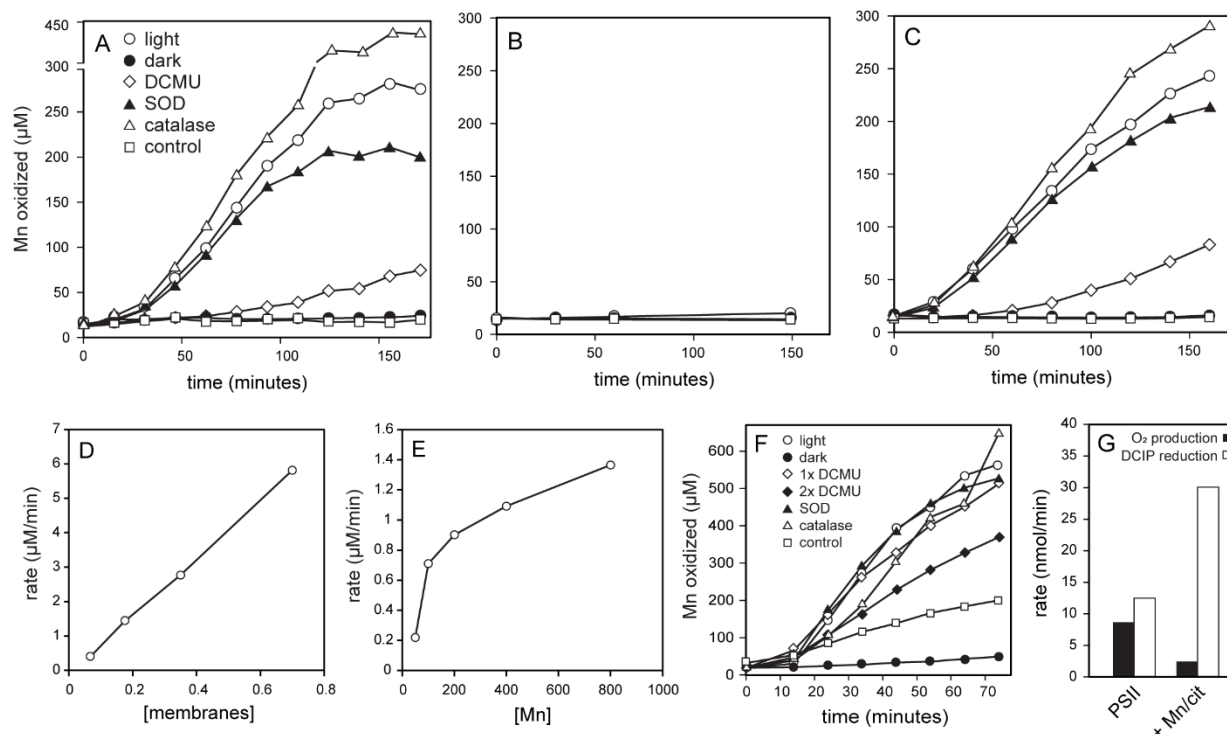 A
light
dark
DCMU
SOD
catalase
control
450
300
300
250
200
150
100
50
0
Mn oxidized (µM)
0 50 100 150
time (minutes)
B
300
250
200
150
100
50
0
0 50 100 150
time (minutes)
C
300
250
200
150
100
50
0
0 50 100 150
time (minutes)
D
7
6
5
4
3
2
1
0
rate (µM/min)
0 0.2 0.4 0.6 0.8
[membranes]
E
1.6
1.4
1.2
1
0.8
0.6
0.4
0.2
0
rate (µM/min)
0 200 400 600 800 1000
[Mn]
F
light
dark
1x DCMU
2x DCMU
SOD
catalase
control
600
500
400
300
200
100
0
Mn oxidized (µM)
0 10 20 30 40 50 60 70
time (minutes)
G
O₂ production
DCIP reduction
40
35
30
25
20
15
10
5
0
rate (nmol/min)
PSII
+ Mn/cit